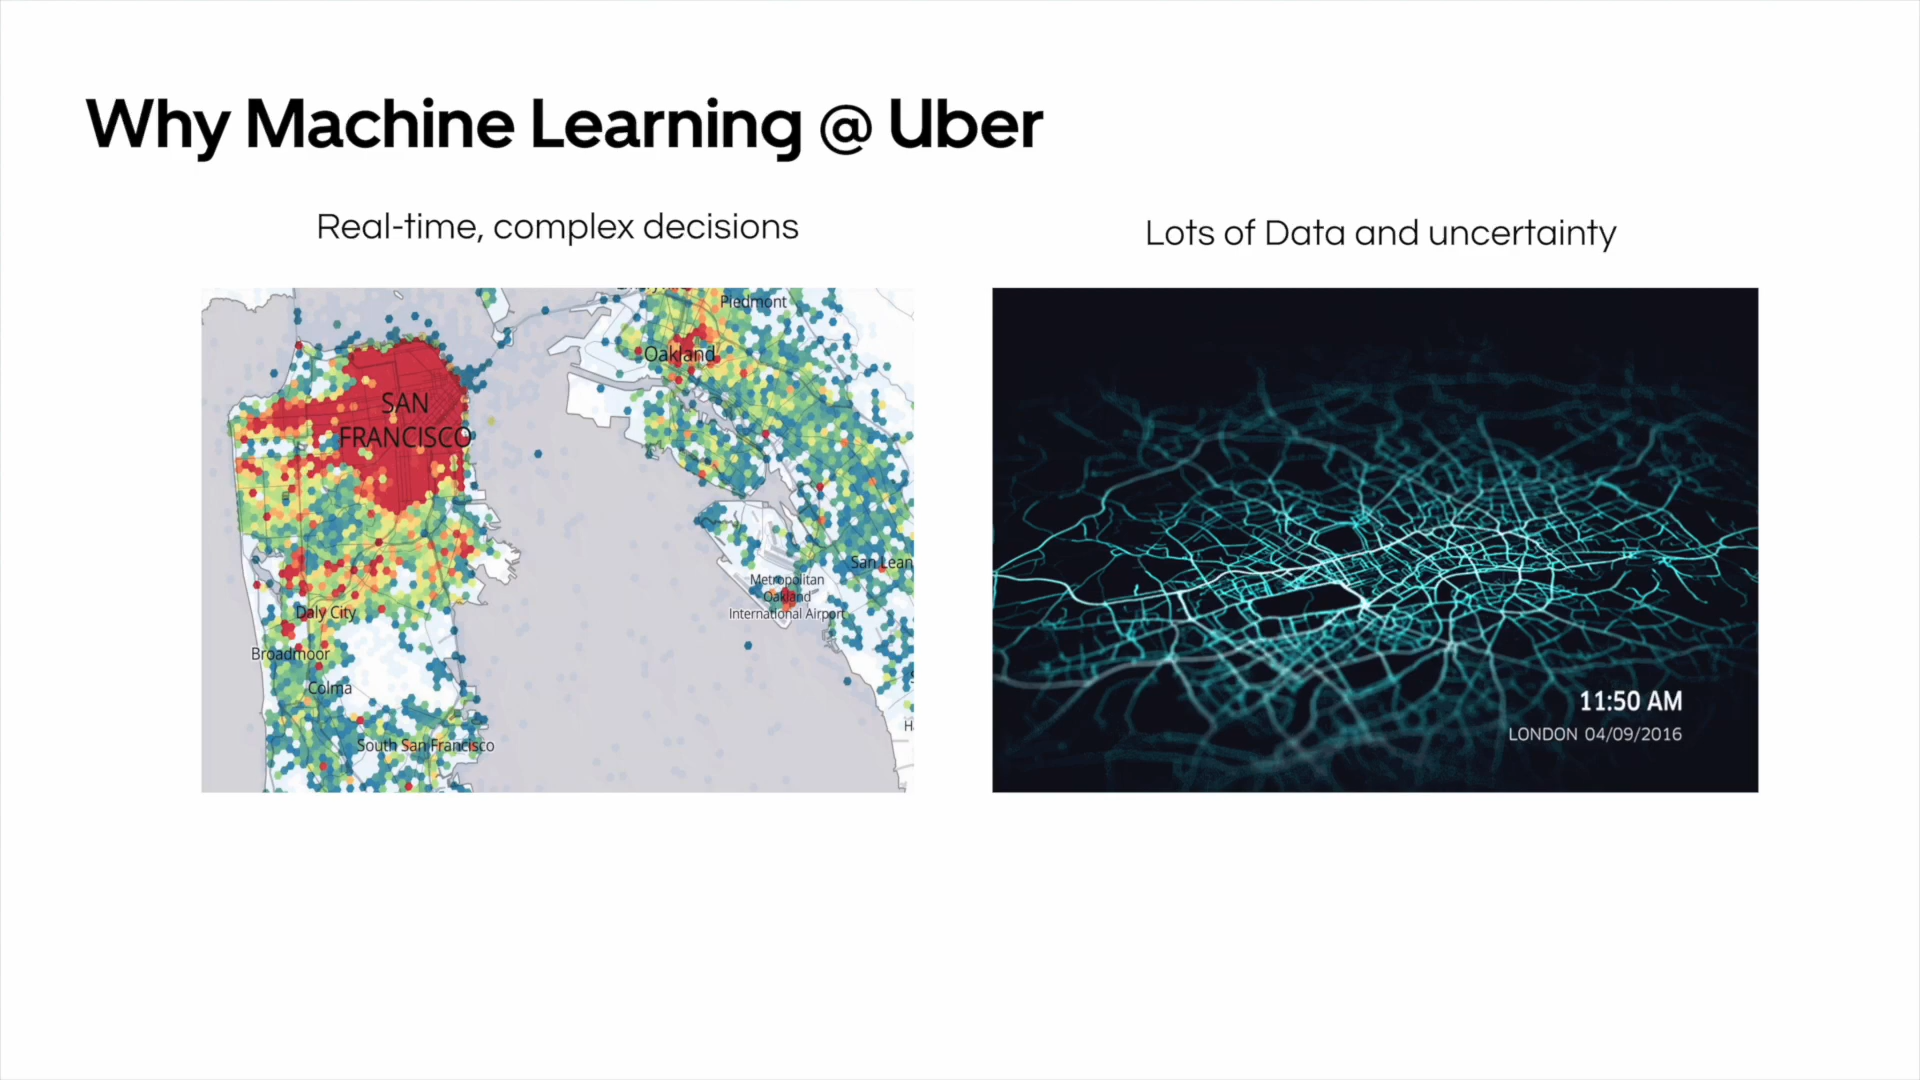 Why Machine Learning @ Uber
Real-time, complex decisions
Lots of Data and uncertainty
Piedmont
Oakland
SAN
FRANCISCO
San Lean
Metropolitan
Oakland
International Airport
Daly City
Broadmoor
Colma
South San Francisco
11:50 AM
LONDON 04/09/2016